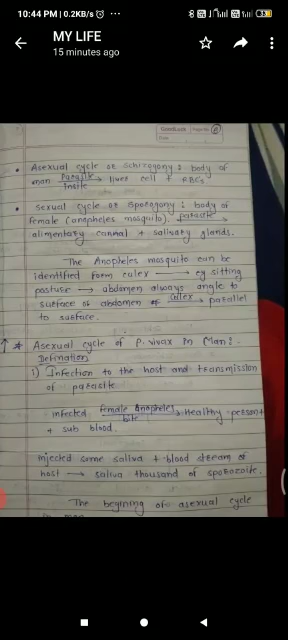 10:44 PM | 0.2KB/s
MY LIFE
15 minutes ago
• Asexual cycle or Schizogony : body of
man Parasite inside → liver cell + RBCs
• sexual cycle or Spongony : body of
female (anopheles mosquito) parasite →
alimentary cannal + salivary glands.
The Anopheles mosquito can be
identified form culex → by sitting
posture → abdomen always angle to
surface of abdomen of culex → parallel
to surface.
↑ * Asexual cycle of P. vivax in Man :
Definination
1) Infection to the host and transmission
of parasite
infected female Anopheles bite → Healthy person
+ sub blood.
injected some saliva + blood stream of
host → saliva thousand of sporozoite.
The begining of asexual cycle